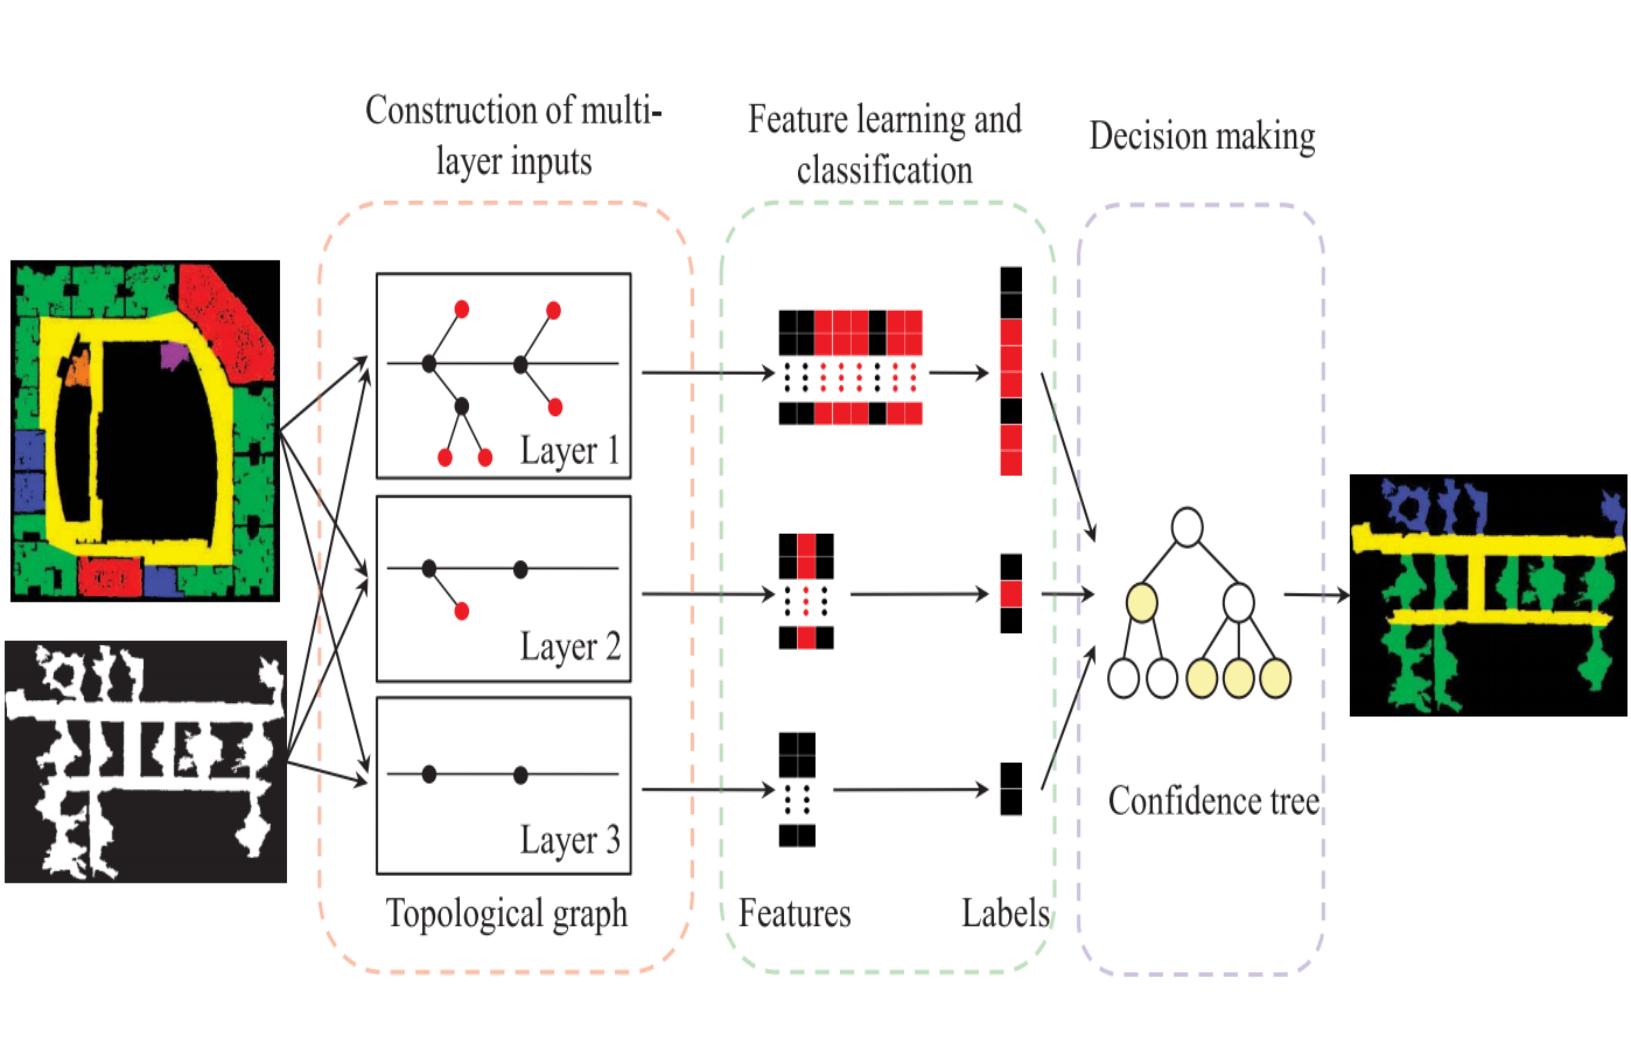 Construction of multi-
layer inputs
Feature learning and
classification
Decision making
Layer 1
Layer 2
Layer 3
Topological graph
Features
Labels
Confidence tree